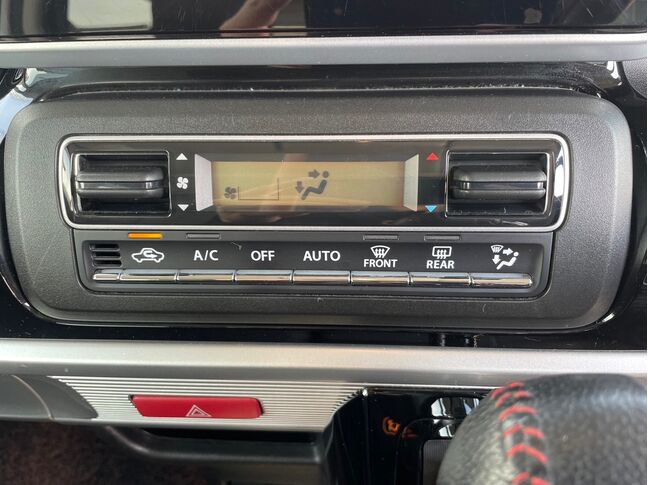 A/C OFF AUTO FRONT REAR